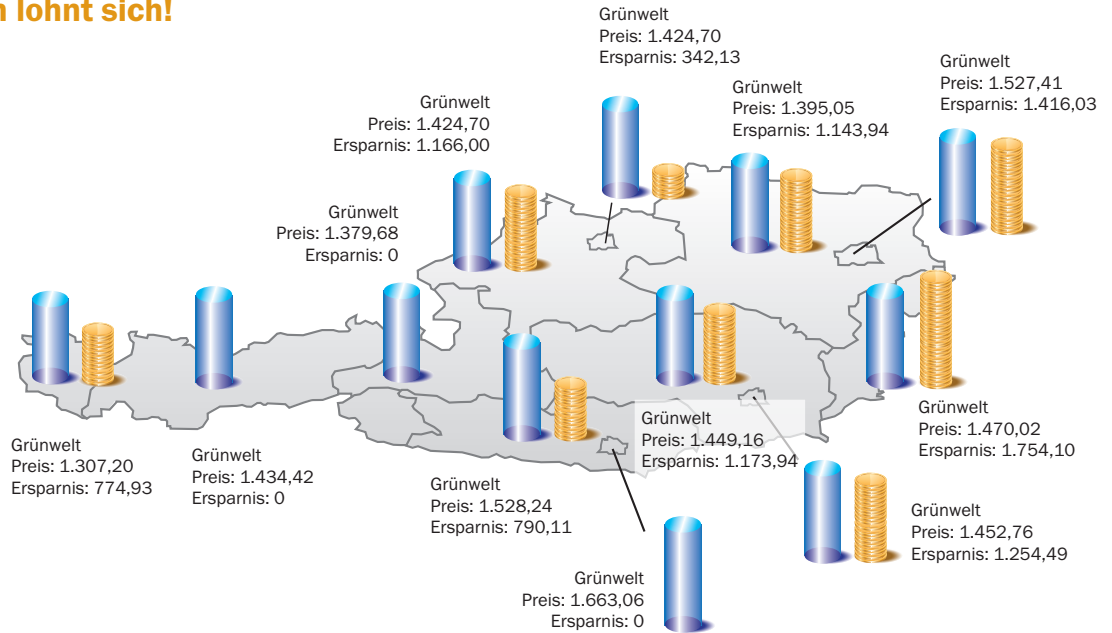 n lohnt sich!
Grünwelt
Preis: 1.424,70
Ersparnis: 342,13
Grünwelt
Preis: 1.527,41
Ersparnis: 1.416,03
Grünwelt
Preis: 1.395,05
Ersparnis: 1.143,94
Grünwelt
Preis: 1.424,70
Ersparnis: 1.166,00
Grünwelt
Preis: 1.379,68
Ersparnis: 0
Grünwelt
Preis: 1.307,20
Ersparnis: 774,93
Grünwelt
Preis: 1.434,42
Ersparnis: 0
Grünwelt
Preis: 1.528,24
Ersparnis: 790,11
Grünwelt
Preis: 1.449,16
Ersparnis: 1.173,94
Grünwelt
Preis: 1.470,02
Ersparnis: 1.754,10
Grünwelt
Preis: 1.452,76
Ersparnis: 1.254,49
Grünwelt
Preis: 1.663,06
Ersparnis: 0